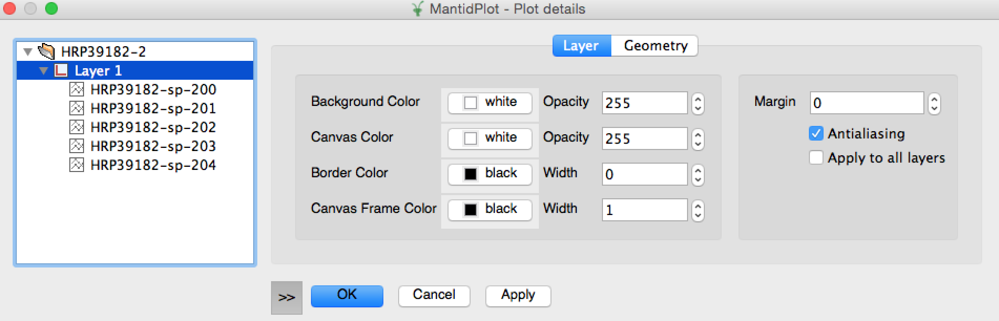 MantidPlot - Plot details
HRP39182-2
Layer 1
HRP39182-sp-200
HRP39182-sp-201
HRP39182-sp-202
HRP39182-sp-203
HRP39182-sp-204
Layer Geometry
Background Color white Opacity 255
Canvas Color white Opacity 255
Border Color black Width 0
Canvas Frame Color black Width 1
Margin 0
Antialiasing
Apply to all layers
>> OK Cancel Apply